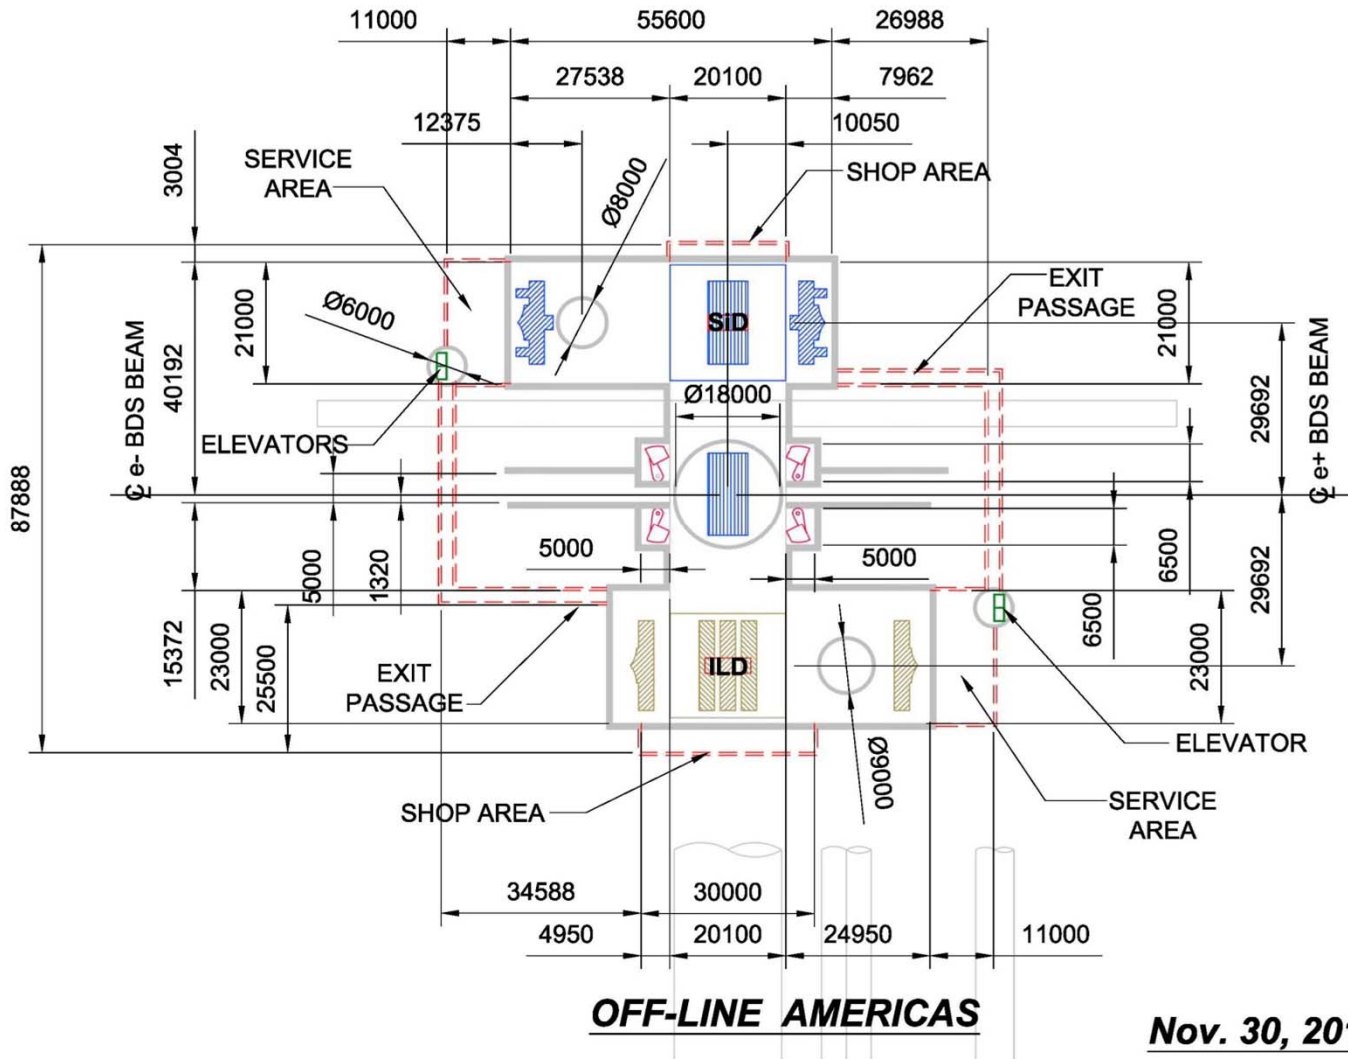 11000
55600
26988
27538
20100
7962
12375
10050
3004
SERVICE
AREA
Ø8000
SHOP AREA
EXIT
PASSAGE
Ø6000
21000
40192
SiD
21000
℄ e- BDS BEAM
Ø18000
29692
℄ e+ BDS BEAM
ELEVATORS
87888
5000
1320
5000
5000
6500
6500
29692
15372
23000
25500
EXIT
PASSAGE
ILD
23000
Ø9000
ELEVATOR
SHOP AREA
SERVICE
AREA
34588
30000
4950
20100
24950
11000
OFF-LINE AMERICAS
Nov. 30, 201